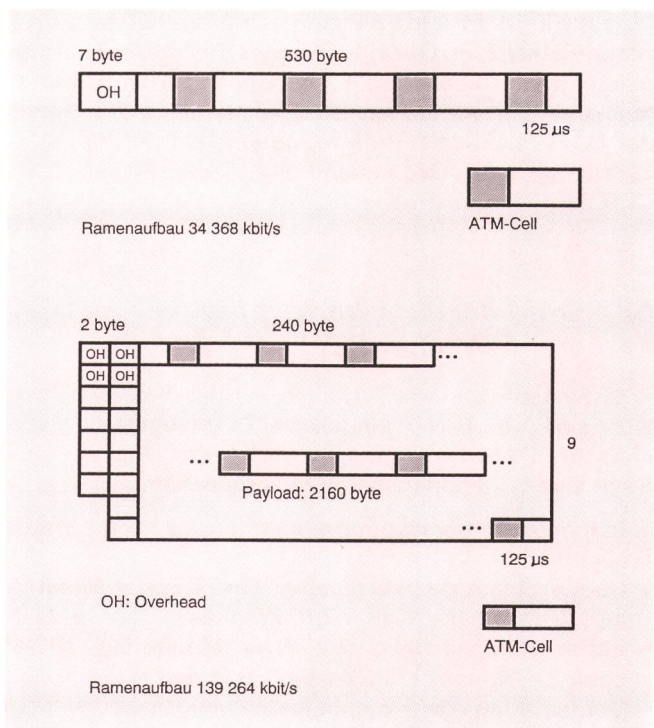 7 byte 530 byte
OH
125 µs
ATM-Cell
Ramenaufbau 34 368 kbit/s
2 byte 240 byte
OH OH ...
OH OH
9
... ...
Payload: 2160 byte
...
125 µs
OH: Overhead
ATM-Cell
Ramenaufbau 139 264 kbit/s